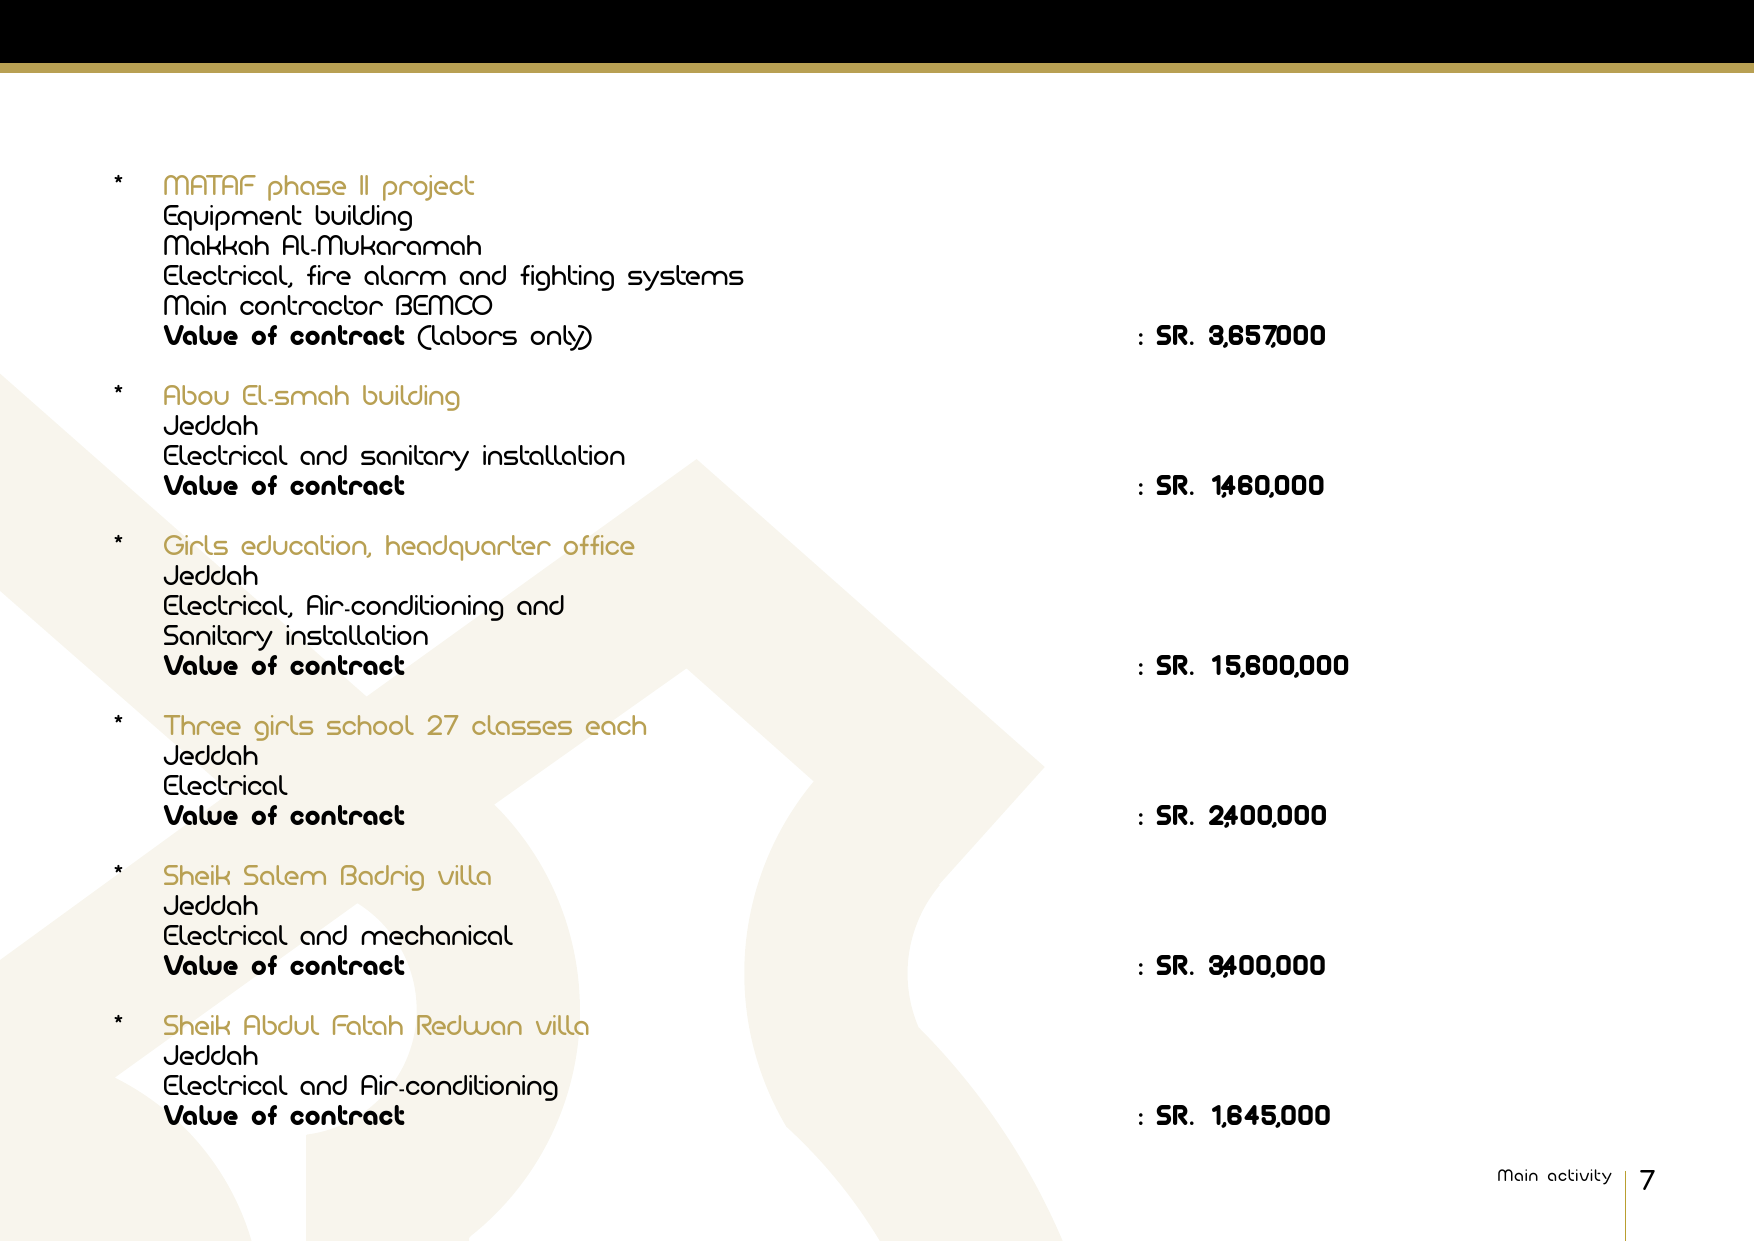 * MATAF phase II project
Equipment building
Makkah Al-Mukaramah
Electrical, fire alarm and fighting systems
Main contractor BEMCO
Value of contract (labors only) : SR. 3,657,000
* Abou El-smah building
Jeddah
Electrical and sanitary installation
Value of contract : SR. 1,460,000
* Girls education, headquarter office
Jeddah
Electrical, Air-conditioning and
Sanitary installation
Value of contract : SR. 15,600,000
* Three girls school 27 classes each
Jeddah
Electrical
Value of contract : SR. 2,400,000
* Sheik Salem Badrig villa
Jeddah
Electrical and mechanical
Value of contract : SR. 3,400,000
* Sheik Abdul Fatah Redwan villa
Jeddah
Electrical and Air-conditioning
Value of contract : SR. 1,645,000
Main activity 7